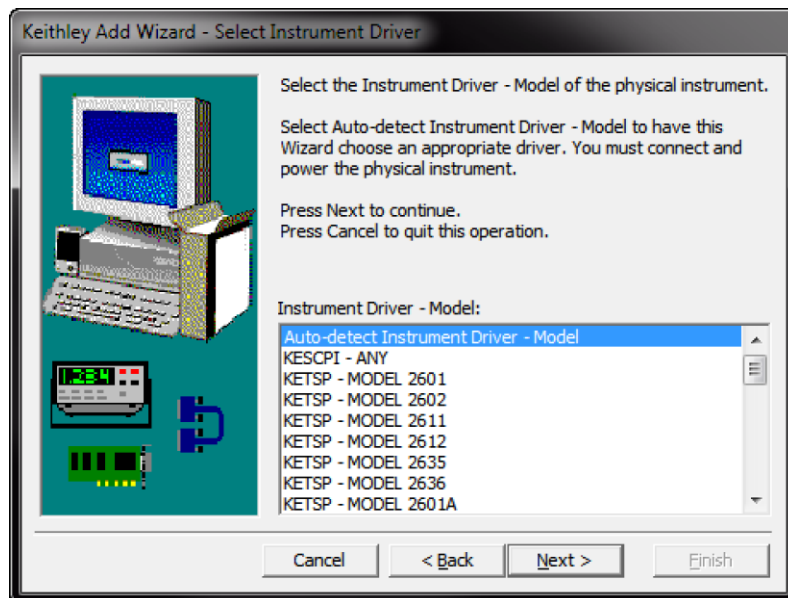 Keithley Add Wizard - Select Instrument Driver
Select the Instrument Driver - Model of the physical instrument.
Select Auto-detect Instrument Driver - Model to have this
Wizard choose an appropriate driver. You must connect and
power the physical instrument.
Press Next to continue.
Press Cancel to quit this operation.
Instrument Driver - Model:
Auto-detect Instrument Driver - Model
KESCPI - ANY
KETSP - MODEL 2601
KETSP - MODEL 2602
KETSP - MODEL 2611
KETSP - MODEL 2612
KETSP - MODEL 2635
KETSP - MODEL 2636
KETSP - MODEL 2601A
1.234
Cancel
< Back
Next >
Finish